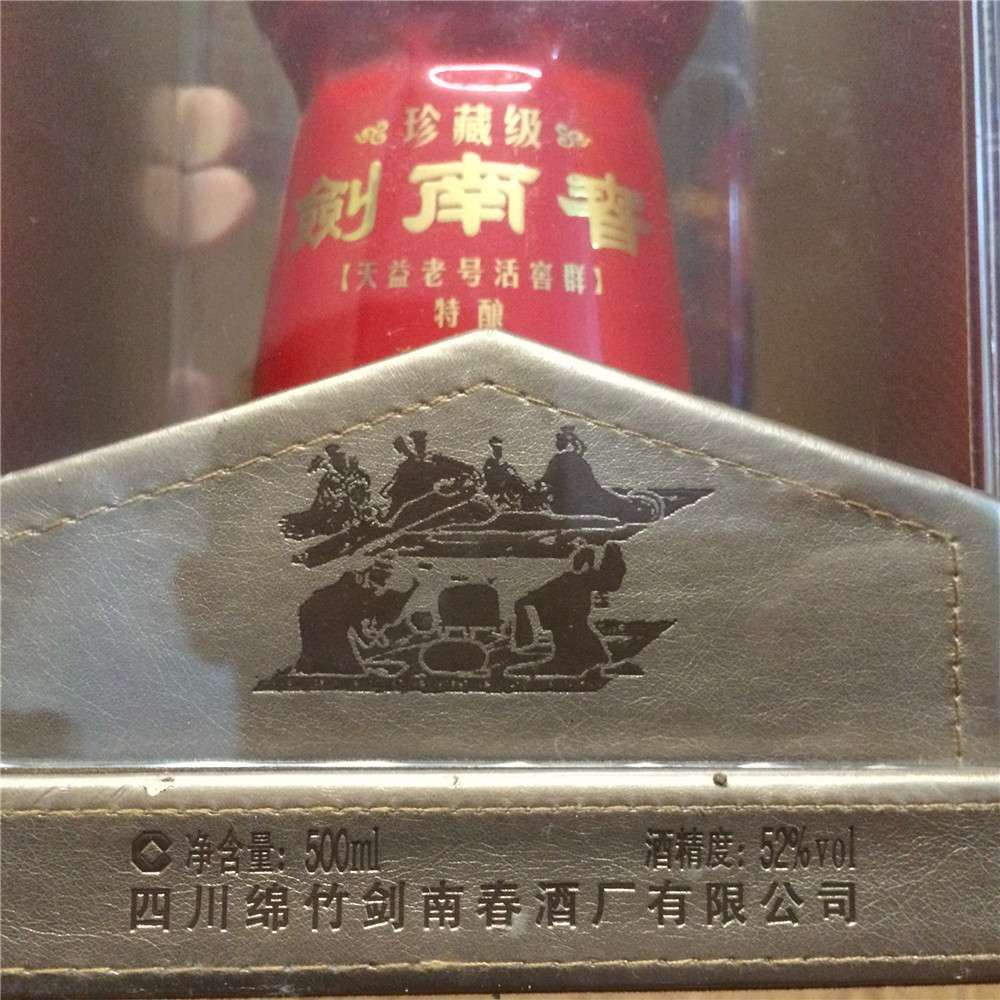 珍藏级
劍南春
【天益老号活窖群】
特酿
净含量：500ml 酒精度：52%vol
四川绵竹剑南春酒厂有限公司